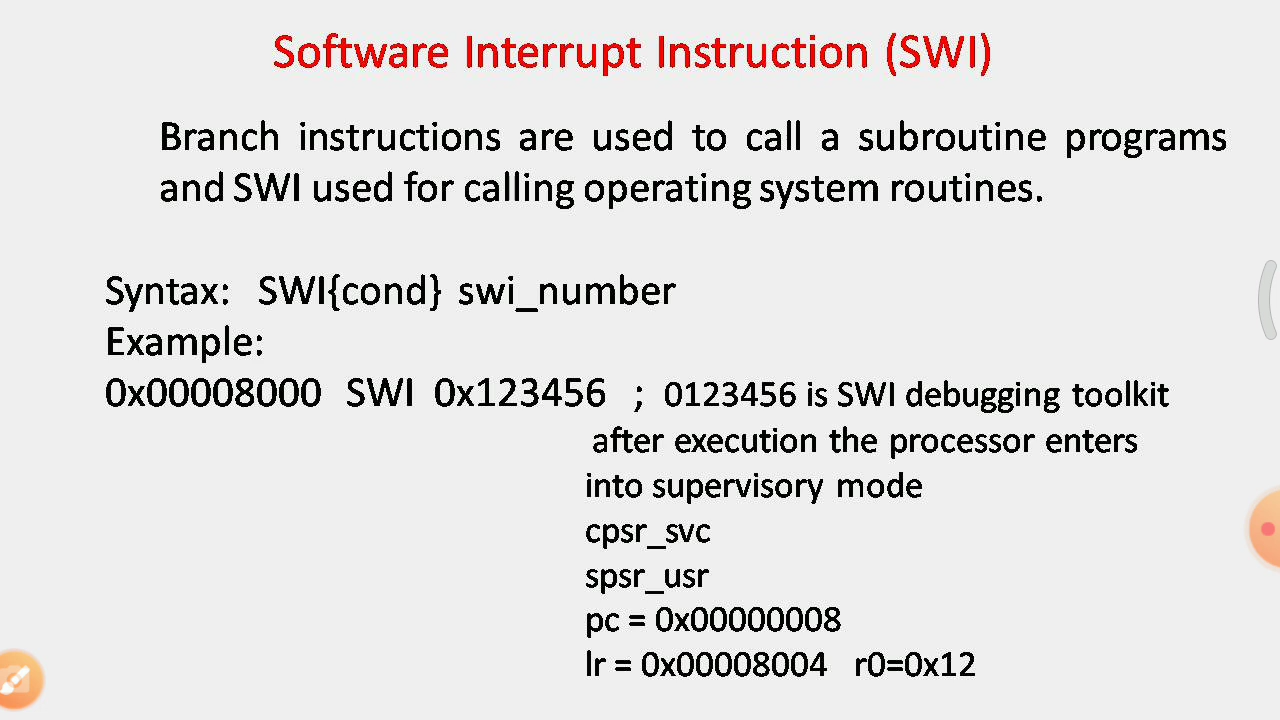 Software Interrupt Instruction (SWI)
Branch instructions are used to call a subroutine programs
and SWI used for calling operating system routines.
Syntax: SWI{cond} swi_number
Example:
0x00008000 SWI 0x123456 ; 0123456 is SWI debugging toolkit
after execution the processor enters
into supervisory mode
cpsr_svc
spsr_usr
pc = 0x00000008
lr = 0x00008004 r0=0x12